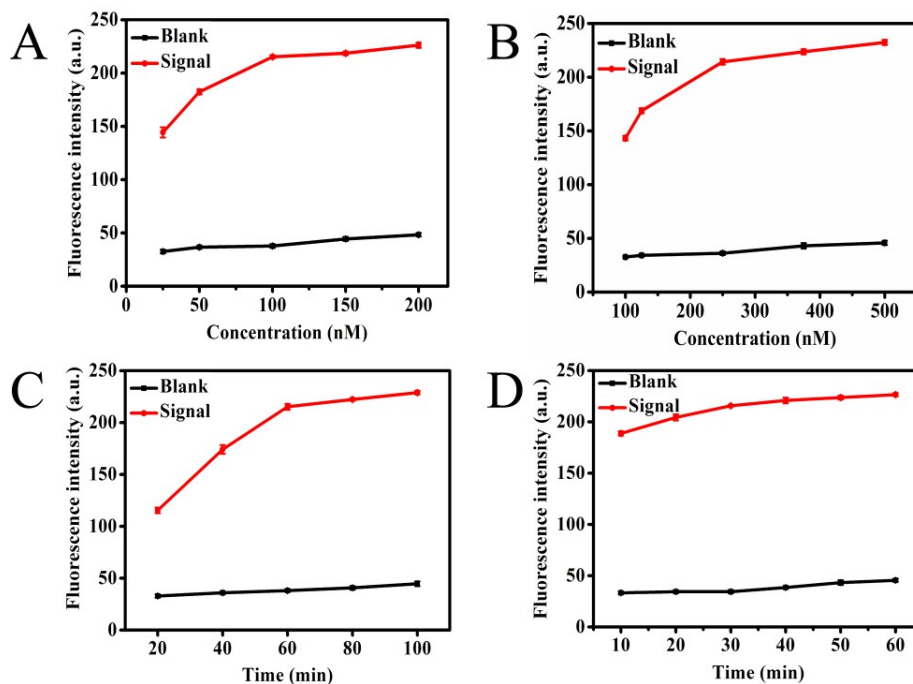 A
Fluorescence intensity (a.u.)
250
200
150
100
50
0
Blank
Signal
0 50 100 150 200
Concentration (nM)
B
Fluorescence intensity (a.u.)
250
200
150
100
50
0
Blank
Signal
100 200 300 400 500
Concentration (nM)
C
Fluorescence intensity (a.u.)
250
200
150
100
50
0
Blank
Signal
20 40 60 80 100
Time (min)
D
Fluorescence intensity (a.u.)
250
200
150
100
50
0
Blank
Signal
10 20 30 40 50 60
Time (min)